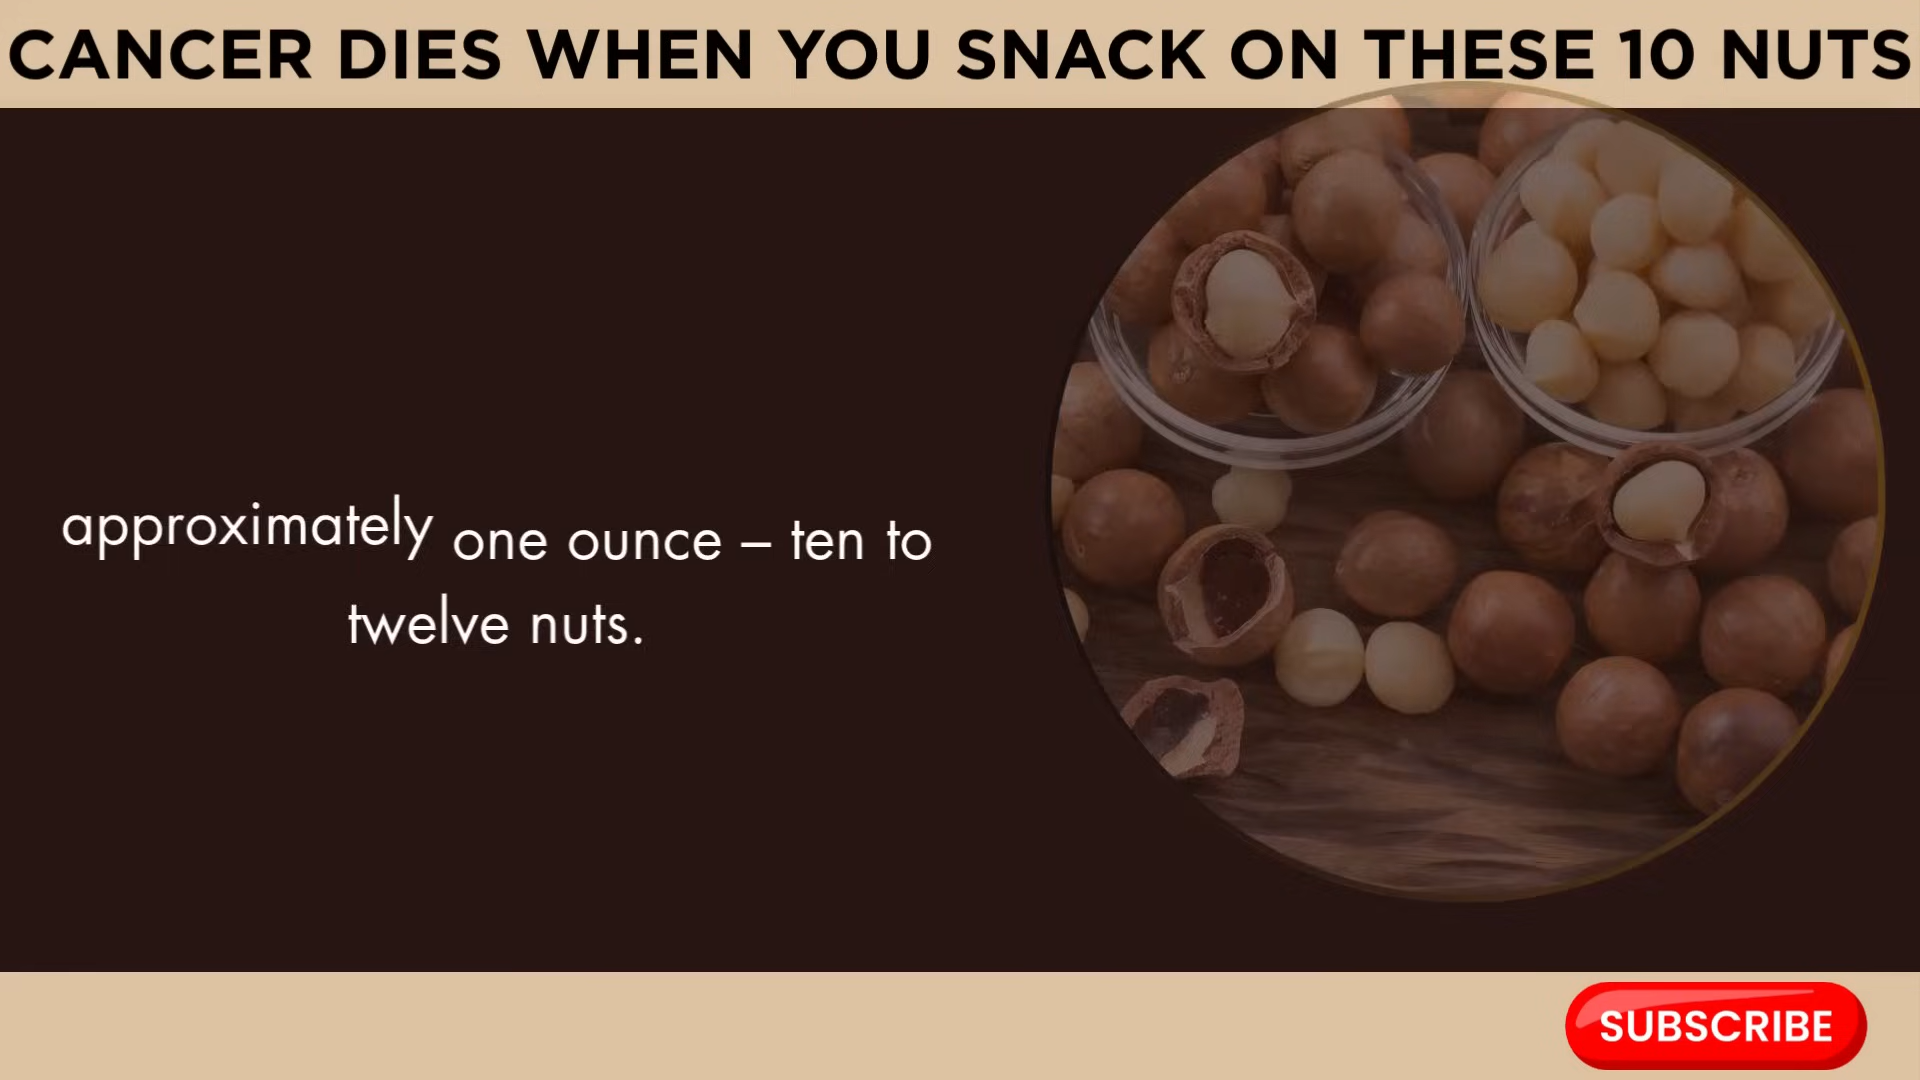 CANCER DIES WHEN YOU SNACK ON THESE 10 NUTS
approximately one ounce – ten to
twelve nuts.
SUBSCRIBE